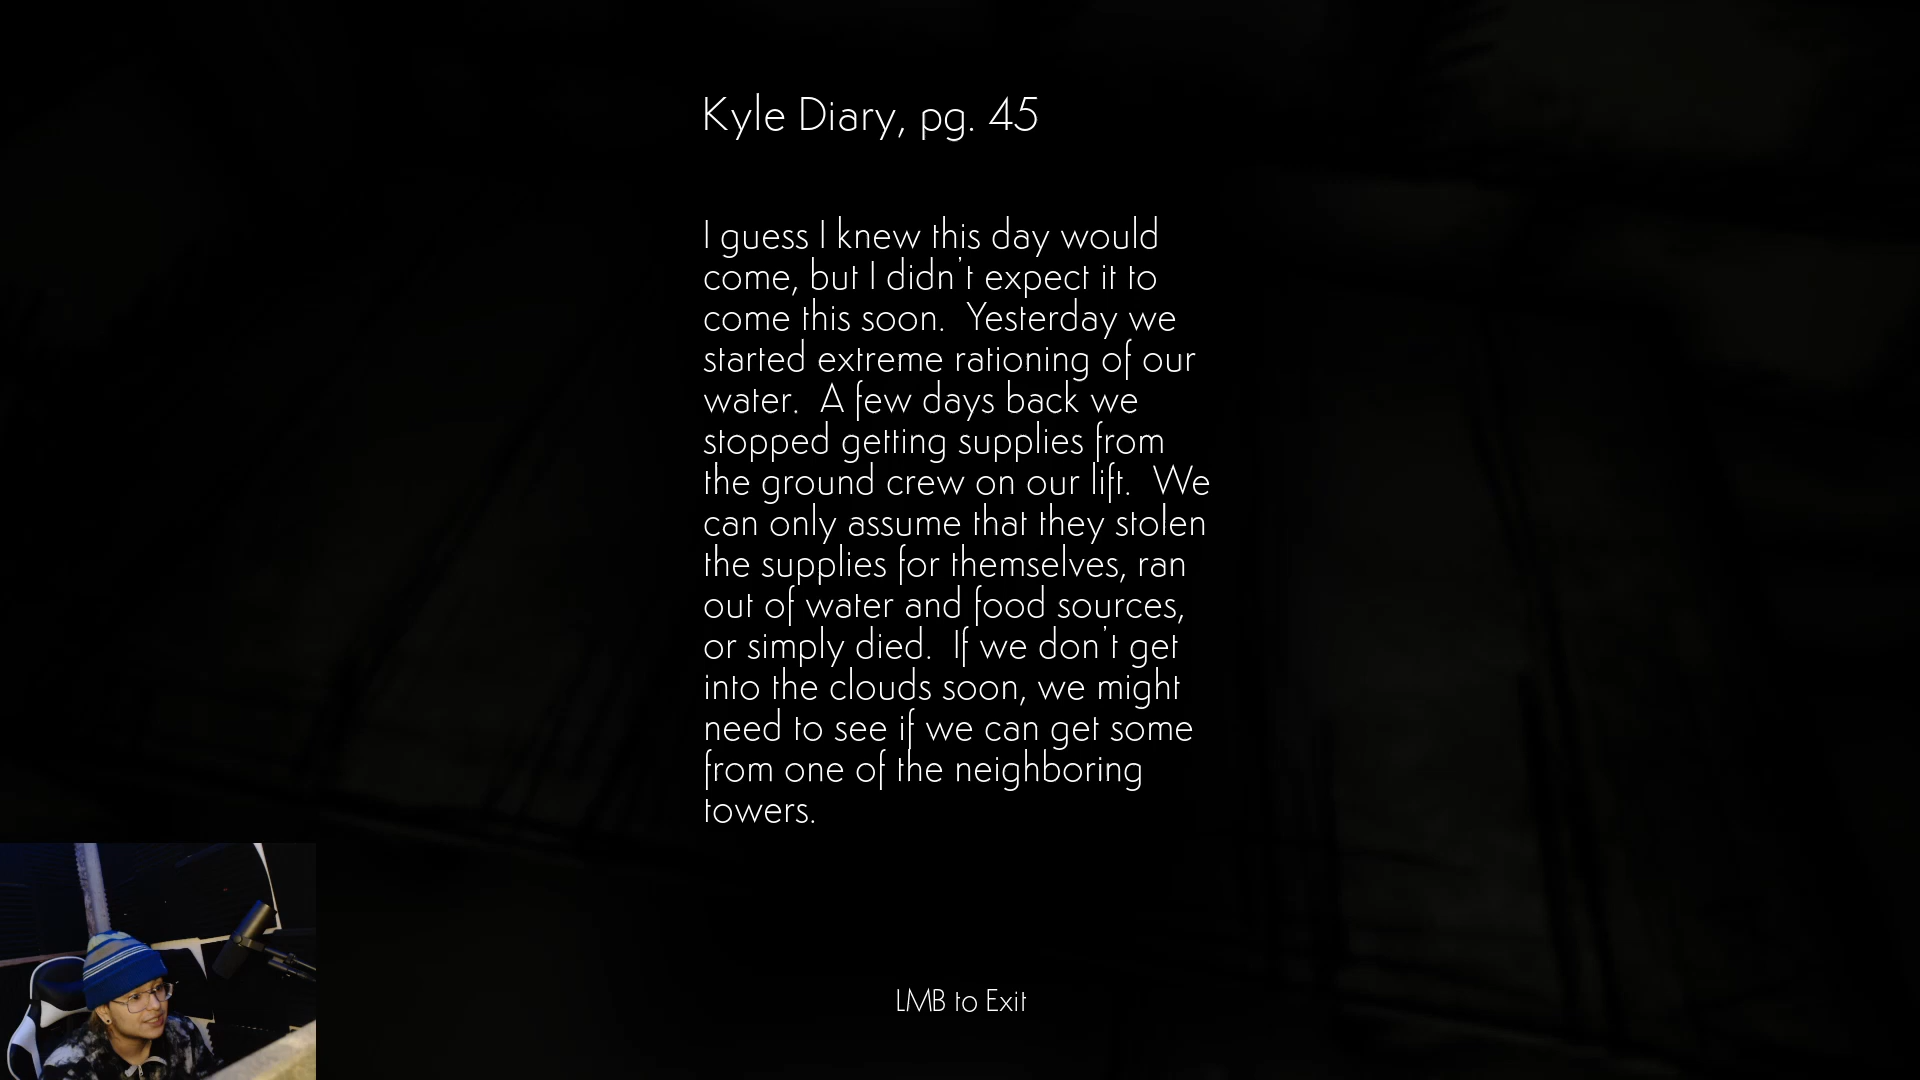 Kyle Diary, pg. 45
I guess I knew this day would
come, but I didn't expect it to
come this soon.  Yesterday we
started extreme rationing of our
water.  A few days back we
stopped getting supplies from
the ground crew on our lift.  We
can only assume that they stolen
the supplies for themselves, ran
out of water and food sources,
or simply died.  If we don't get
into the clouds soon, we might
need to see if we can get some
from one of the neighboring
towers.
LMB to Exit